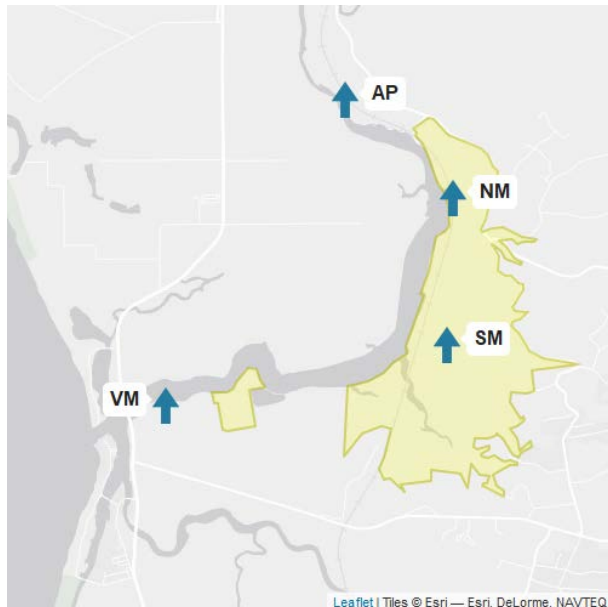 AP
NM
SM
VM
Leaflet | Tiles © Esri — Esri, DeLorme, NAVTEQ